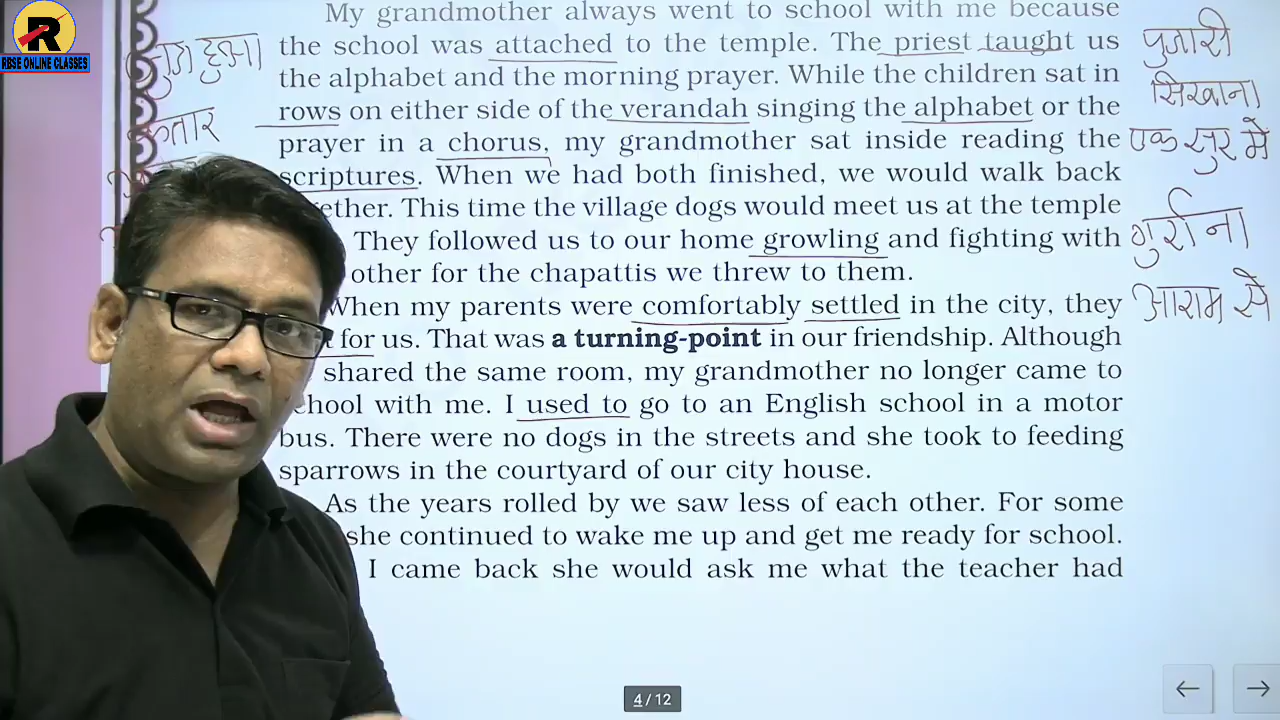 R
RBSE ONLINE CLASSES
My grandmother always went to school with me because
the school was attached to the temple. The priest taught us
the alphabet and the morning prayer. While the children sat in
rows on either side of the verandah singing the alphabet or the
prayer in a chorus, my grandmother sat inside reading the
scriptures. When we had both finished, we would walk back
ether. This time the village dogs would meet us at the temple
They followed us to our home growling and fighting with
other for the chapattis we threw to them.
When my parents were comfortably settled in the city, they
for us. That was a turning-point in our friendship. Although
shared the same room, my grandmother no longer came to
chool with me. I used to go to an English school in a motor
bus. There were no dogs in the streets and she took to feeding
sparrows in the courtyard of our city house.
As the years rolled by we saw less of each other. For some
she continued to wake me up and get me ready for school.
I came back she would ask me what the teacher had
हुआ
कतार
पुजारी
सिखाना
एक सुर में
गुर्राना
आराम से
4 / 12